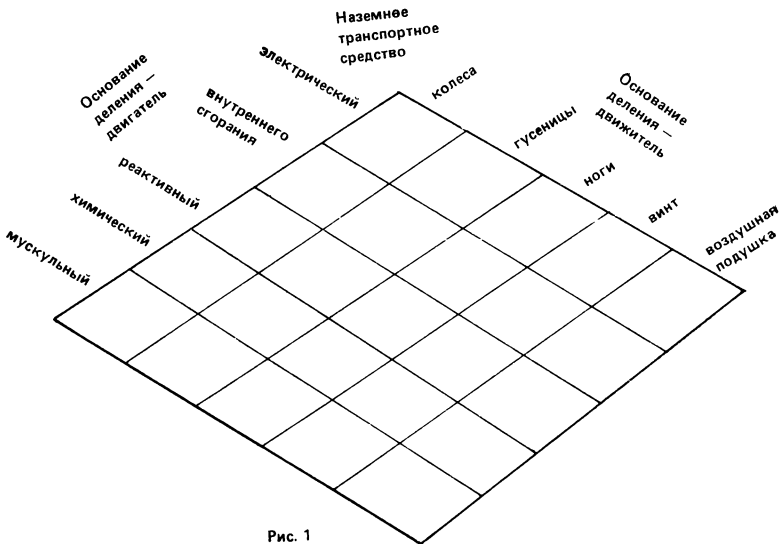 Наземное
транспортное
средство
Основание
деления —
двигатель
электрический
внутреннего
сгорания
реактивный
химический
мускульный
Основание
деления —
движитель
колеса
гусеницы
ноги
винт
воздушная
подушка
Рис. 1